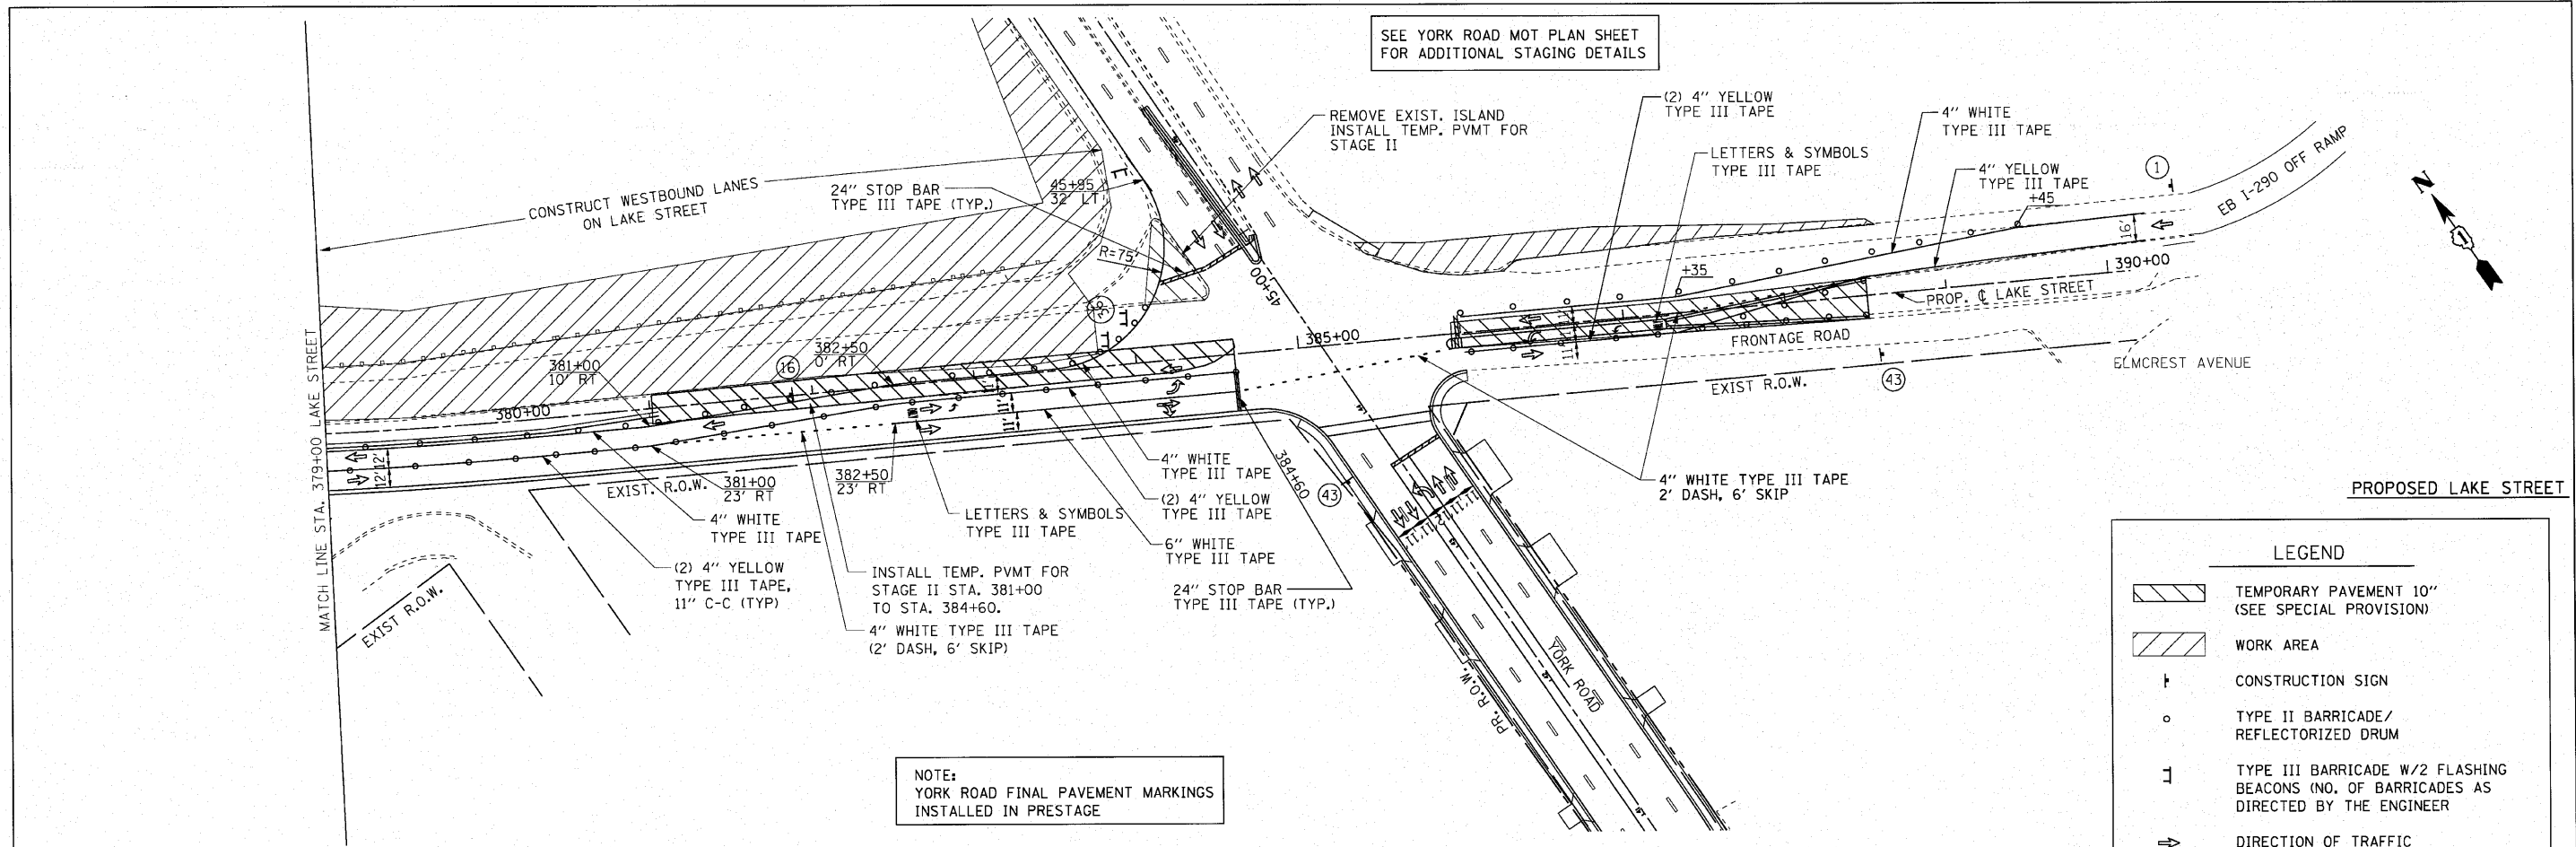 SEE YORK ROAD MOT PLAN SHEET
FOR ADDITIONAL STAGING DETAILS
REMOVE EXIST. ISLAND
INSTALL TEMP. PVMT FOR
STAGE II
(2) 4" YELLOW
TYPE III TAPE
4" WHITE
TYPE III TAPE
LETTERS & SYMBOLS
TYPE III TAPE
4" YELLOW
TYPE III TAPE
+45
1
EB I-290 OFF RAMP
N
CONSTRUCT WESTBOUND LANES
ON LAKE STREET
24" STOP BAR
TYPE III TAPE (TYP.)
45+95
32' LT
R=75'
45+00
16'
+35
390+00
PROP. ℄ LAKE STREET
385+00
11'
11'
FRONTAGE ROAD
ELMCREST AVENUE
EXIST R.O.W.
43
MATCH LINE STA. 379+00 LAKE STREET
380+00
381+00
10' RT
16
382+50
0' RT
11'
11'
11'
12'
12'
EXIST. R.O.W.
381+00
23' RT
382+50
23' RT
384+60
43
4" WHITE
TYPE III TAPE
(2) 4" YELLOW
TYPE III TAPE,
11" C-C (TYP)
EXIST R.O.W.
LETTERS & SYMBOLS
TYPE III TAPE
INSTALL TEMP. PVMT FOR
STAGE II STA. 381+00
TO STA. 384+60.
4" WHITE TYPE III TAPE
(2' DASH, 6' SKIP)
4" WHITE
TYPE III TAPE
(2) 4" YELLOW
TYPE III TAPE
6" WHITE
TYPE III TAPE
24" STOP BAR
TYPE III TAPE (TYP.)
4" WHITE TYPE III TAPE
2' DASH, 6' SKIP
11' 11' 12' 11' 11'
YORK ROAD
PR. R.O.W.
NOTE:
YORK ROAD FINAL PAVEMENT MARKINGS
INSTALLED IN PRESTAGE
PROPOSED LAKE STREET
LEGEND
TEMPORARY PAVEMENT 10"
(SEE SPECIAL PROVISION)
WORK AREA
CONSTRUCTION SIGN
TYPE II BARRICADE/
REFLECTORIZED DRUM
TYPE III BARRICADE W/2 FLASHING
BEACONS (NO. OF BARRICADES AS
DIRECTED BY THE ENGINEER
DIRECTION OF TRAFFIC